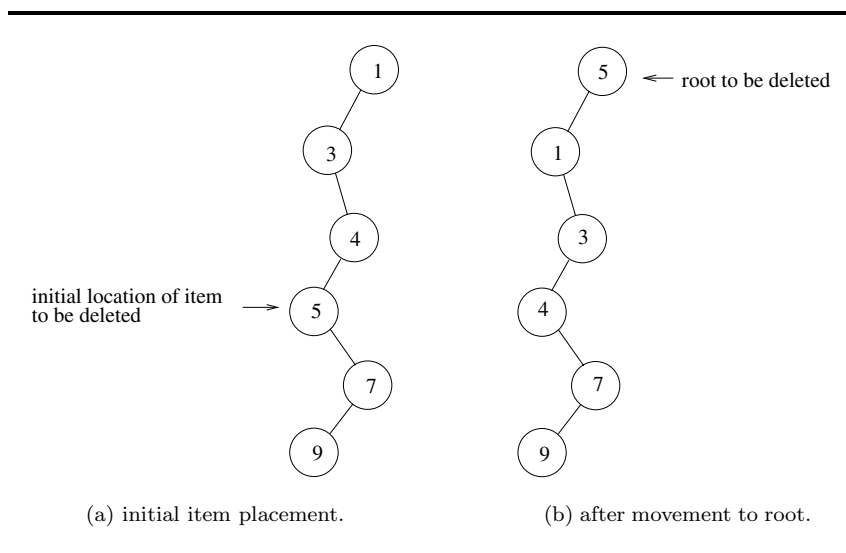 1
3
4
initial location of item
to be deleted
5
7
9
(a) initial item placement.
5
root to be deleted
1
3
4
7
9
(b) after movement to root.